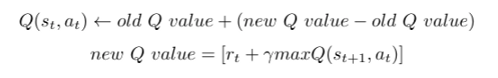 Q(s_t, a_t) ← old Q value + (new Q value − old Q value)
new Q value = [r_t + γmaxQ(s_{t+1}, a_t)]